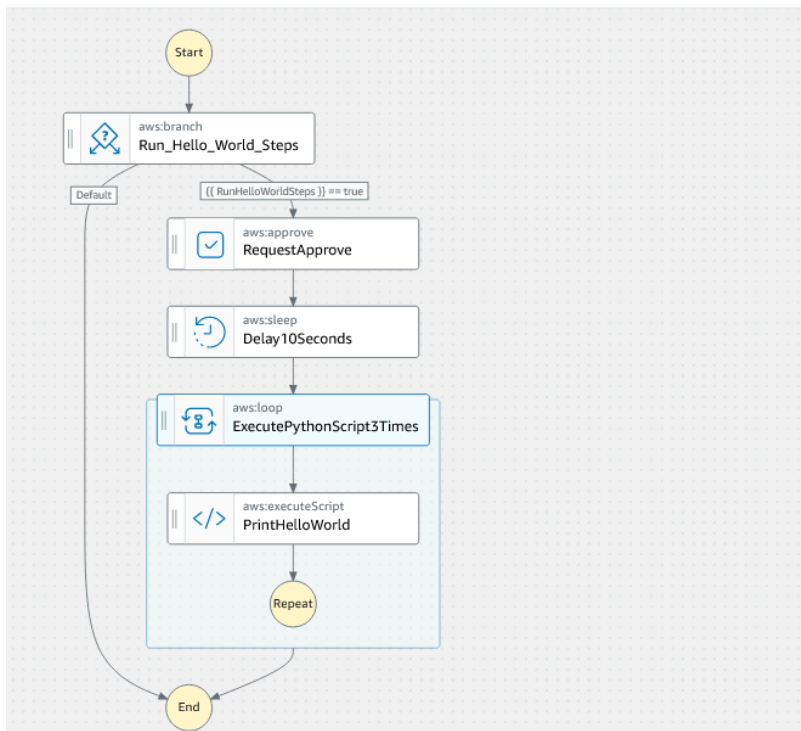 Start
aws:branch
Run_Hello_World_Steps
Default
{{ RunHelloWorldSteps }} == true
aws:approve
RequestApprove
aws:sleep
Delay10Seconds
aws:loop
ExecutePythonScript3Times
aws:executeScript
PrintHelloWorld
Repeat
End